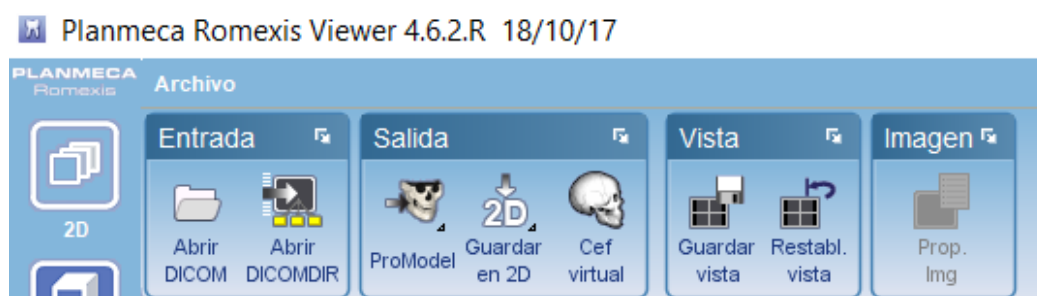 Planmeca Romexis Viewer 4.6.2.R 18/10/17
PLANMECA
Romexis
Archivo
2D
Entrada
Abrir
DICOM
Abrir
DICOMDIR
Salida
ProModel
2D
Guardar
en 2D
Cef
virtual
Vista
Guardar
vista
Restabl.
vista
Imagen
Prop.
Img